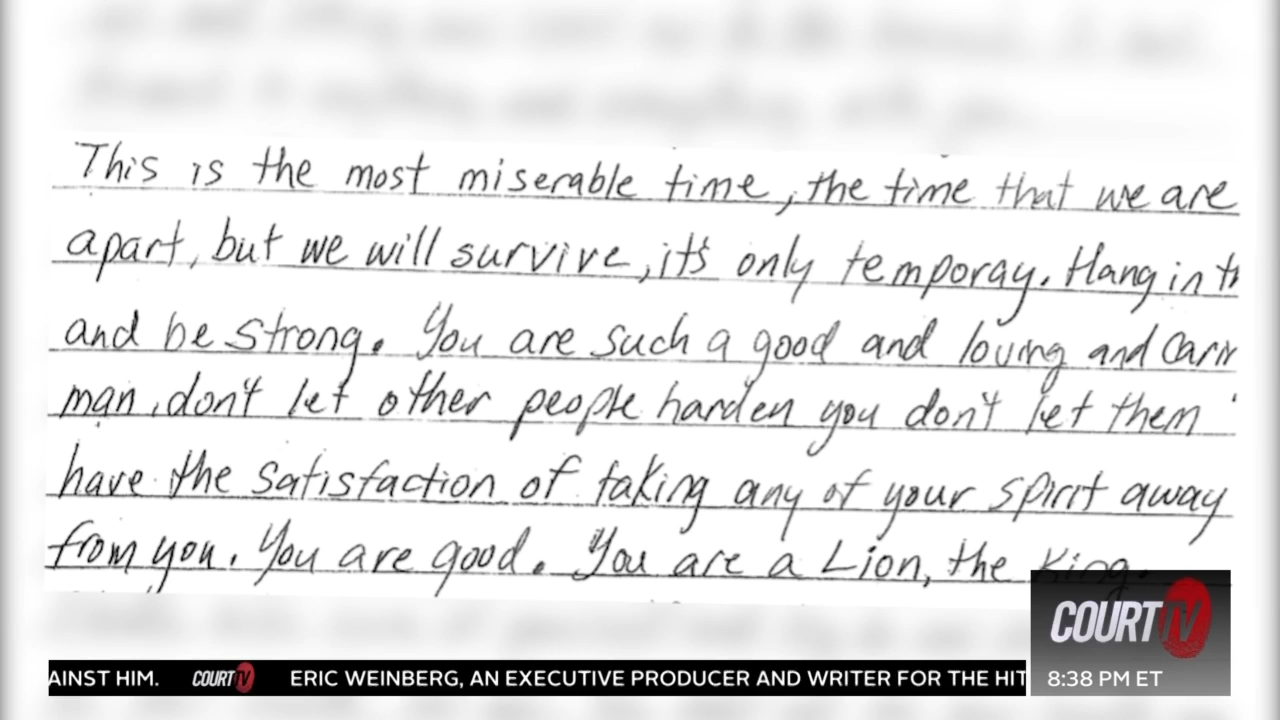 This is the most miserable time, the time that we are
apart, but we will survive, it's only temporay. Hang in th
and be strong. You are such a good and loving and carin
man, don't let other people harden you don't let them
have the satisfaction of taking any of your spirit away
from you. You are good. You are a Lion, the King.
COURT TV
AINST HIM. COURT TV ERIC WEINBERG, AN EXECUTIVE PRODUCER AND WRITER FOR THE HIT
8:38 PM ET